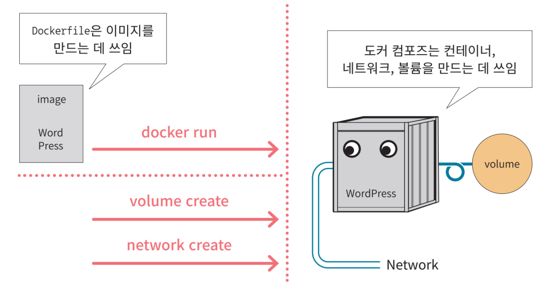 Dockerfile은 이미지를
만드는 데 쓰임
image
Word
Press
docker run
volume create
network create
도커 컴포즈는 컨테이너,
네트워크, 볼륨을 만드는 데 쓰임
WordPress
volume
Network